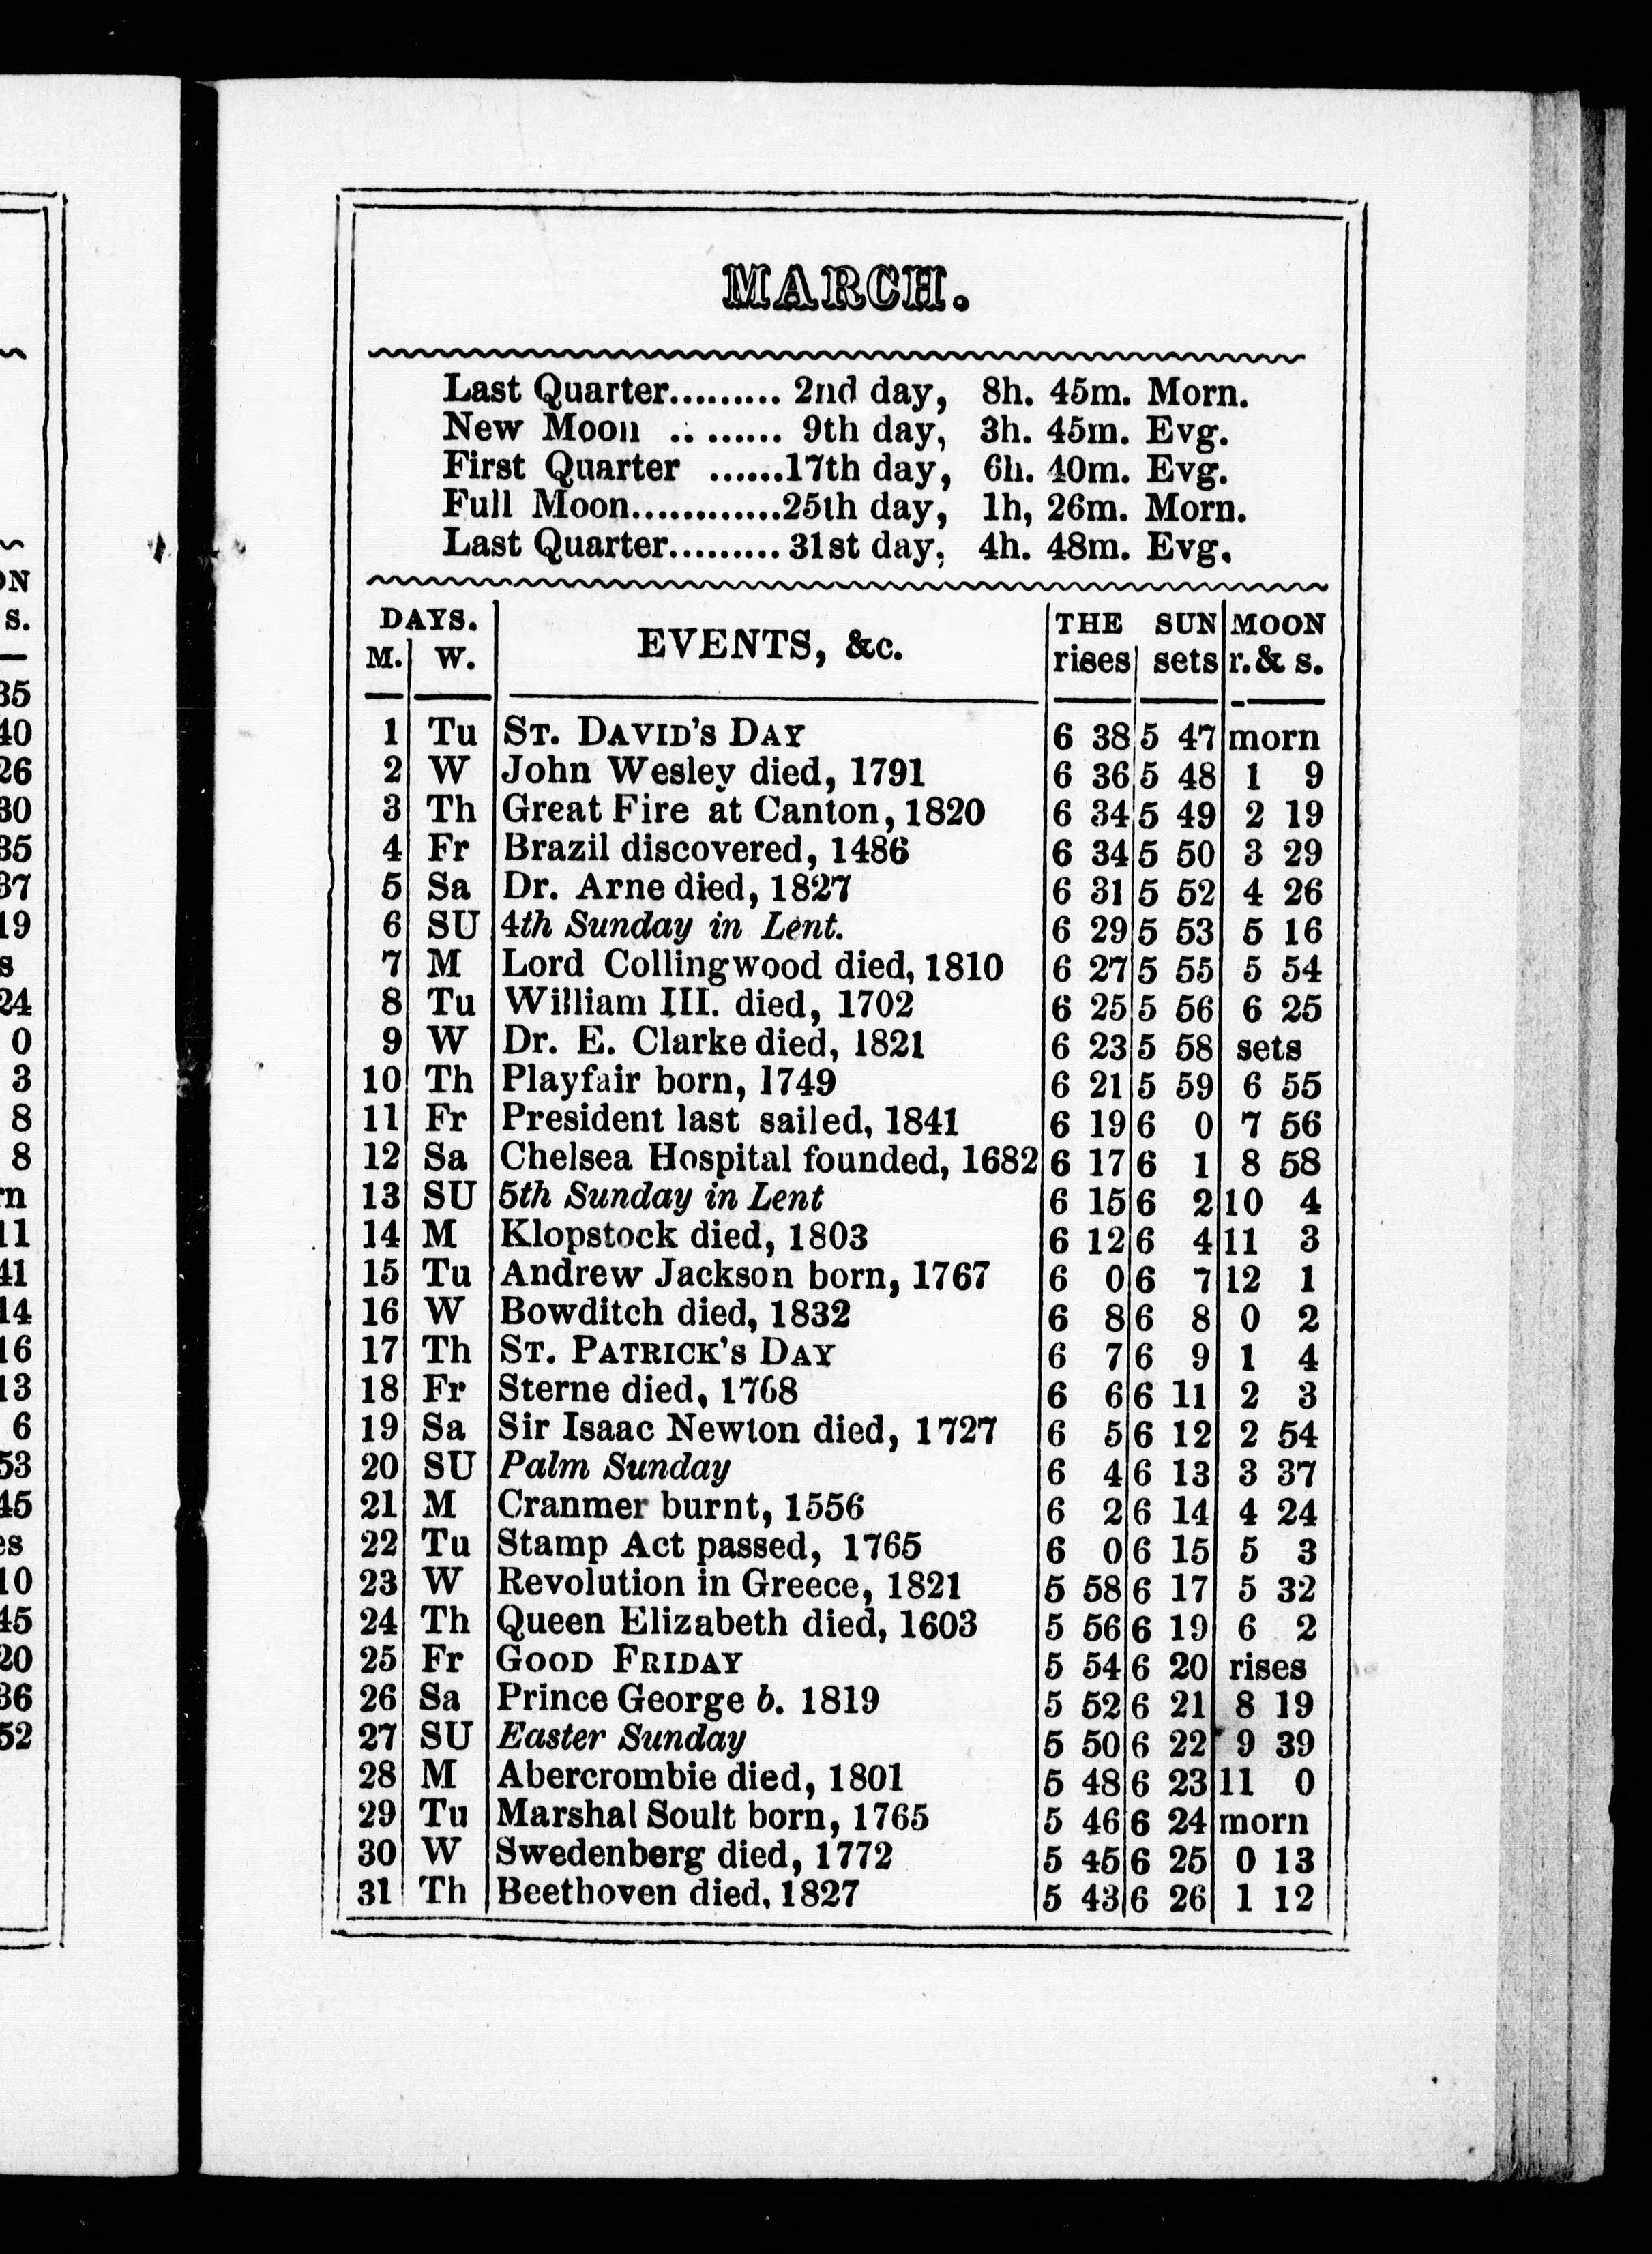 MARCH.
Last Quarter......... 2nd day, 8h. 45m. Morn.
New Moon .. ...... 9th day, 3h. 45m. Evg.
First Quarter ......17th day, 6h. 40m. Evg.
Full Moon............25th day, 1h, 26m. Morn.
Last Quarter......... 31st day, 4h. 48m. Evg.
DAYS. EVENTS, &c. THE SUN MOON
M. W. rises sets r. & s.
1 Tu ST. DAVID'S DAY 6 38 5 47 morn
2 W John Wesley died, 1791 6 36 5 48 1 9
3 Th Great Fire at Canton, 1820 6 34 5 49 2 19
4 Fr Brazil discovered, 1486 6 34 5 50 3 29
5 Sa Dr. Arne died, 1827 6 31 5 52 4 26
6 SU 4th Sunday in Lent. 6 29 5 53 5 16
7 M Lord Collingwood died, 1810 6 27 5 55 5 54
8 Tu William III. died, 1702 6 25 5 56 6 25
9 W Dr. E. Clarke died, 1821 6 23 5 58 sets
10 Th Playfair born, 1749 6 21 5 59 6 55
11 Fr President last sailed, 1841 6 19 6 0 7 56
12 Sa Chelsea Hospital founded, 1682 6 17 6 1 8 58
13 SU 5th Sunday in Lent 6 15 6 2 10 4
14 M Klopstock died, 1803 6 12 6 4 11 3
15 Tu Andrew Jackson born, 1767 6 0 6 7 12 1
16 W Bowditch died, 1832 6 8 6 8 0 2
17 Th ST. PATRICK'S DAY 6 7 6 9 1 4
18 Fr Sterne died, 1768 6 6 6 11 2 3
19 Sa Sir Isaac Newton died, 1727 6 5 6 12 2 54
20 SU Palm Sunday 6 4 6 13 3 37
21 M Cranmer burnt, 1556 6 2 6 14 4 24
22 Tu Stamp Act passed, 1765 6 0 6 15 5 3
23 W Revolution in Greece, 1821 5 58 6 17 5 32
24 Th Queen Elizabeth died, 1603 5 56 6 19 6 2
25 Fr GOOD FRIDAY 5 54 6 20 rises
26 Sa Prince George b. 1819 5 52 6 21 8 19
27 SU Easter Sunday 5 50 6 22 9 39
28 M Abercrombie died, 1801 5 48 6 23 11 0
29 Tu Marshal Soult born, 1765 5 46 6 24 morn
30 W Swedenberg died, 1772 5 45 6 25 0 13
31 Th Beethoven died, 1827 5 43 6 26 1 12